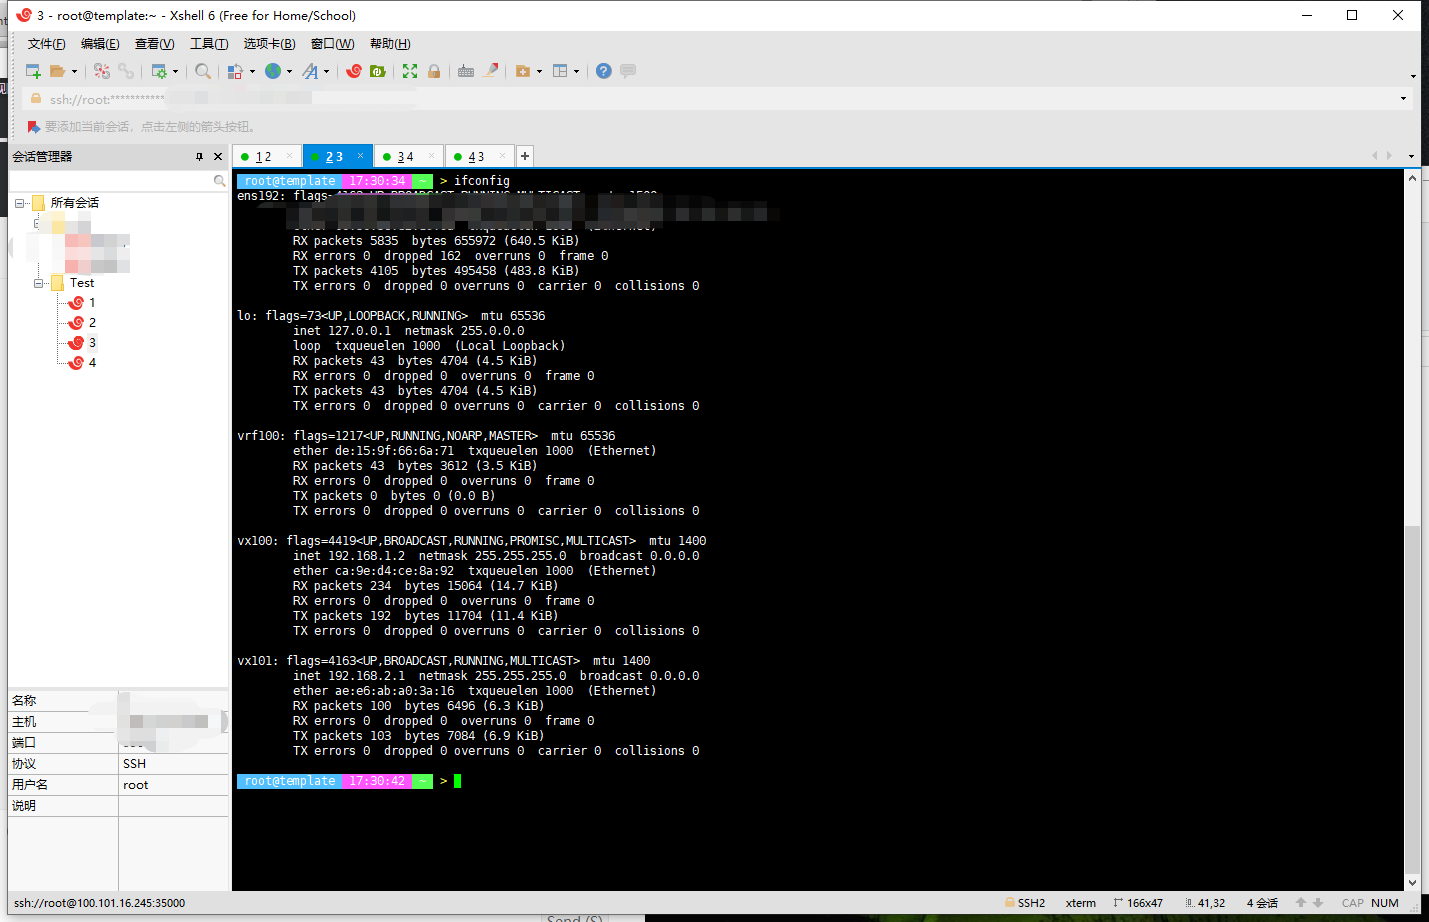 3 - root@template:~ - Xshell 6 (Free for Home/School)
文件(F) 编辑(E) 查看(V) 工具(T) 选项卡(B) 窗口(W) 帮助(H)
ssh://root:***********
要添加当前会话，点击左侧的箭头按钮。
会话管理器
1 2 2 3 3 4 4 3
所有会话
Test
1
2
3
4
名称
主机
端口
协议 SSH
用户名 root
说明
root@template 17:30:34 ~ > ifconfig
ens192: flags=4163<UP,BROADCAST,RUNNING,MULTICAST> mtu 1500
RX packets 5835 bytes 655972 (640.5 KiB)
RX errors 0 dropped 162 overruns 0 frame 0
TX packets 4105 bytes 495458 (483.8 KiB)
TX errors 0 dropped 0 overruns 0 carrier 0 collisions 0
lo: flags=73<UP,LOOPBACK,RUNNING> mtu 65536
inet 127.0.0.1 netmask 255.0.0.0
loop txqueuelen 1000 (Local Loopback)
RX packets 43 bytes 4704 (4.5 KiB)
RX errors 0 dropped 0 overruns 0 frame 0
TX packets 43 bytes 4704 (4.5 KiB)
TX errors 0 dropped 0 overruns 0 carrier 0 collisions 0
vrf100: flags=1217<UP,RUNNING,NOARP,MASTER> mtu 65536
ether de:15:9f:66:6a:71 txqueuelen 1000 (Ethernet)
RX packets 43 bytes 3612 (3.5 KiB)
RX errors 0 dropped 0 overruns 0 frame 0
TX packets 0 bytes 0 (0.0 B)
TX errors 0 dropped 0 overruns 0 carrier 0 collisions 0
vx100: flags=4419<UP,BROADCAST,RUNNING,PROMISC,MULTICAST> mtu 1400
inet 192.168.1.2 netmask 255.255.255.0 broadcast 0.0.0.0
ether ca:9e:d4:ce:8a:92 txqueuelen 1000 (Ethernet)
RX packets 234 bytes 15064 (14.7 KiB)
RX errors 0 dropped 0 overruns 0 frame 0
TX packets 192 bytes 11704 (11.4 KiB)
TX errors 0 dropped 0 overruns 0 carrier 0 collisions 0
vx101: flags=4163<UP,BROADCAST,RUNNING,MULTICAST> mtu 1400
inet 192.168.2.1 netmask 255.255.255.0 broadcast 0.0.0.0
ether ae:e6:ab:a0:3a:16 txqueuelen 1000 (Ethernet)
RX packets 100 bytes 6496 (6.3 KiB)
RX errors 0 dropped 0 overruns 0 frame 0
TX packets 103 bytes 7084 (6.9 KiB)
TX errors 0 dropped 0 overruns 0 carrier 0 collisions 0
root@template 17:30:42 ~ >
ssh://root@100.101.16.245:35000 SSH2 xterm 166x47 41,32 4 会话 CAP NUM
Send (S)